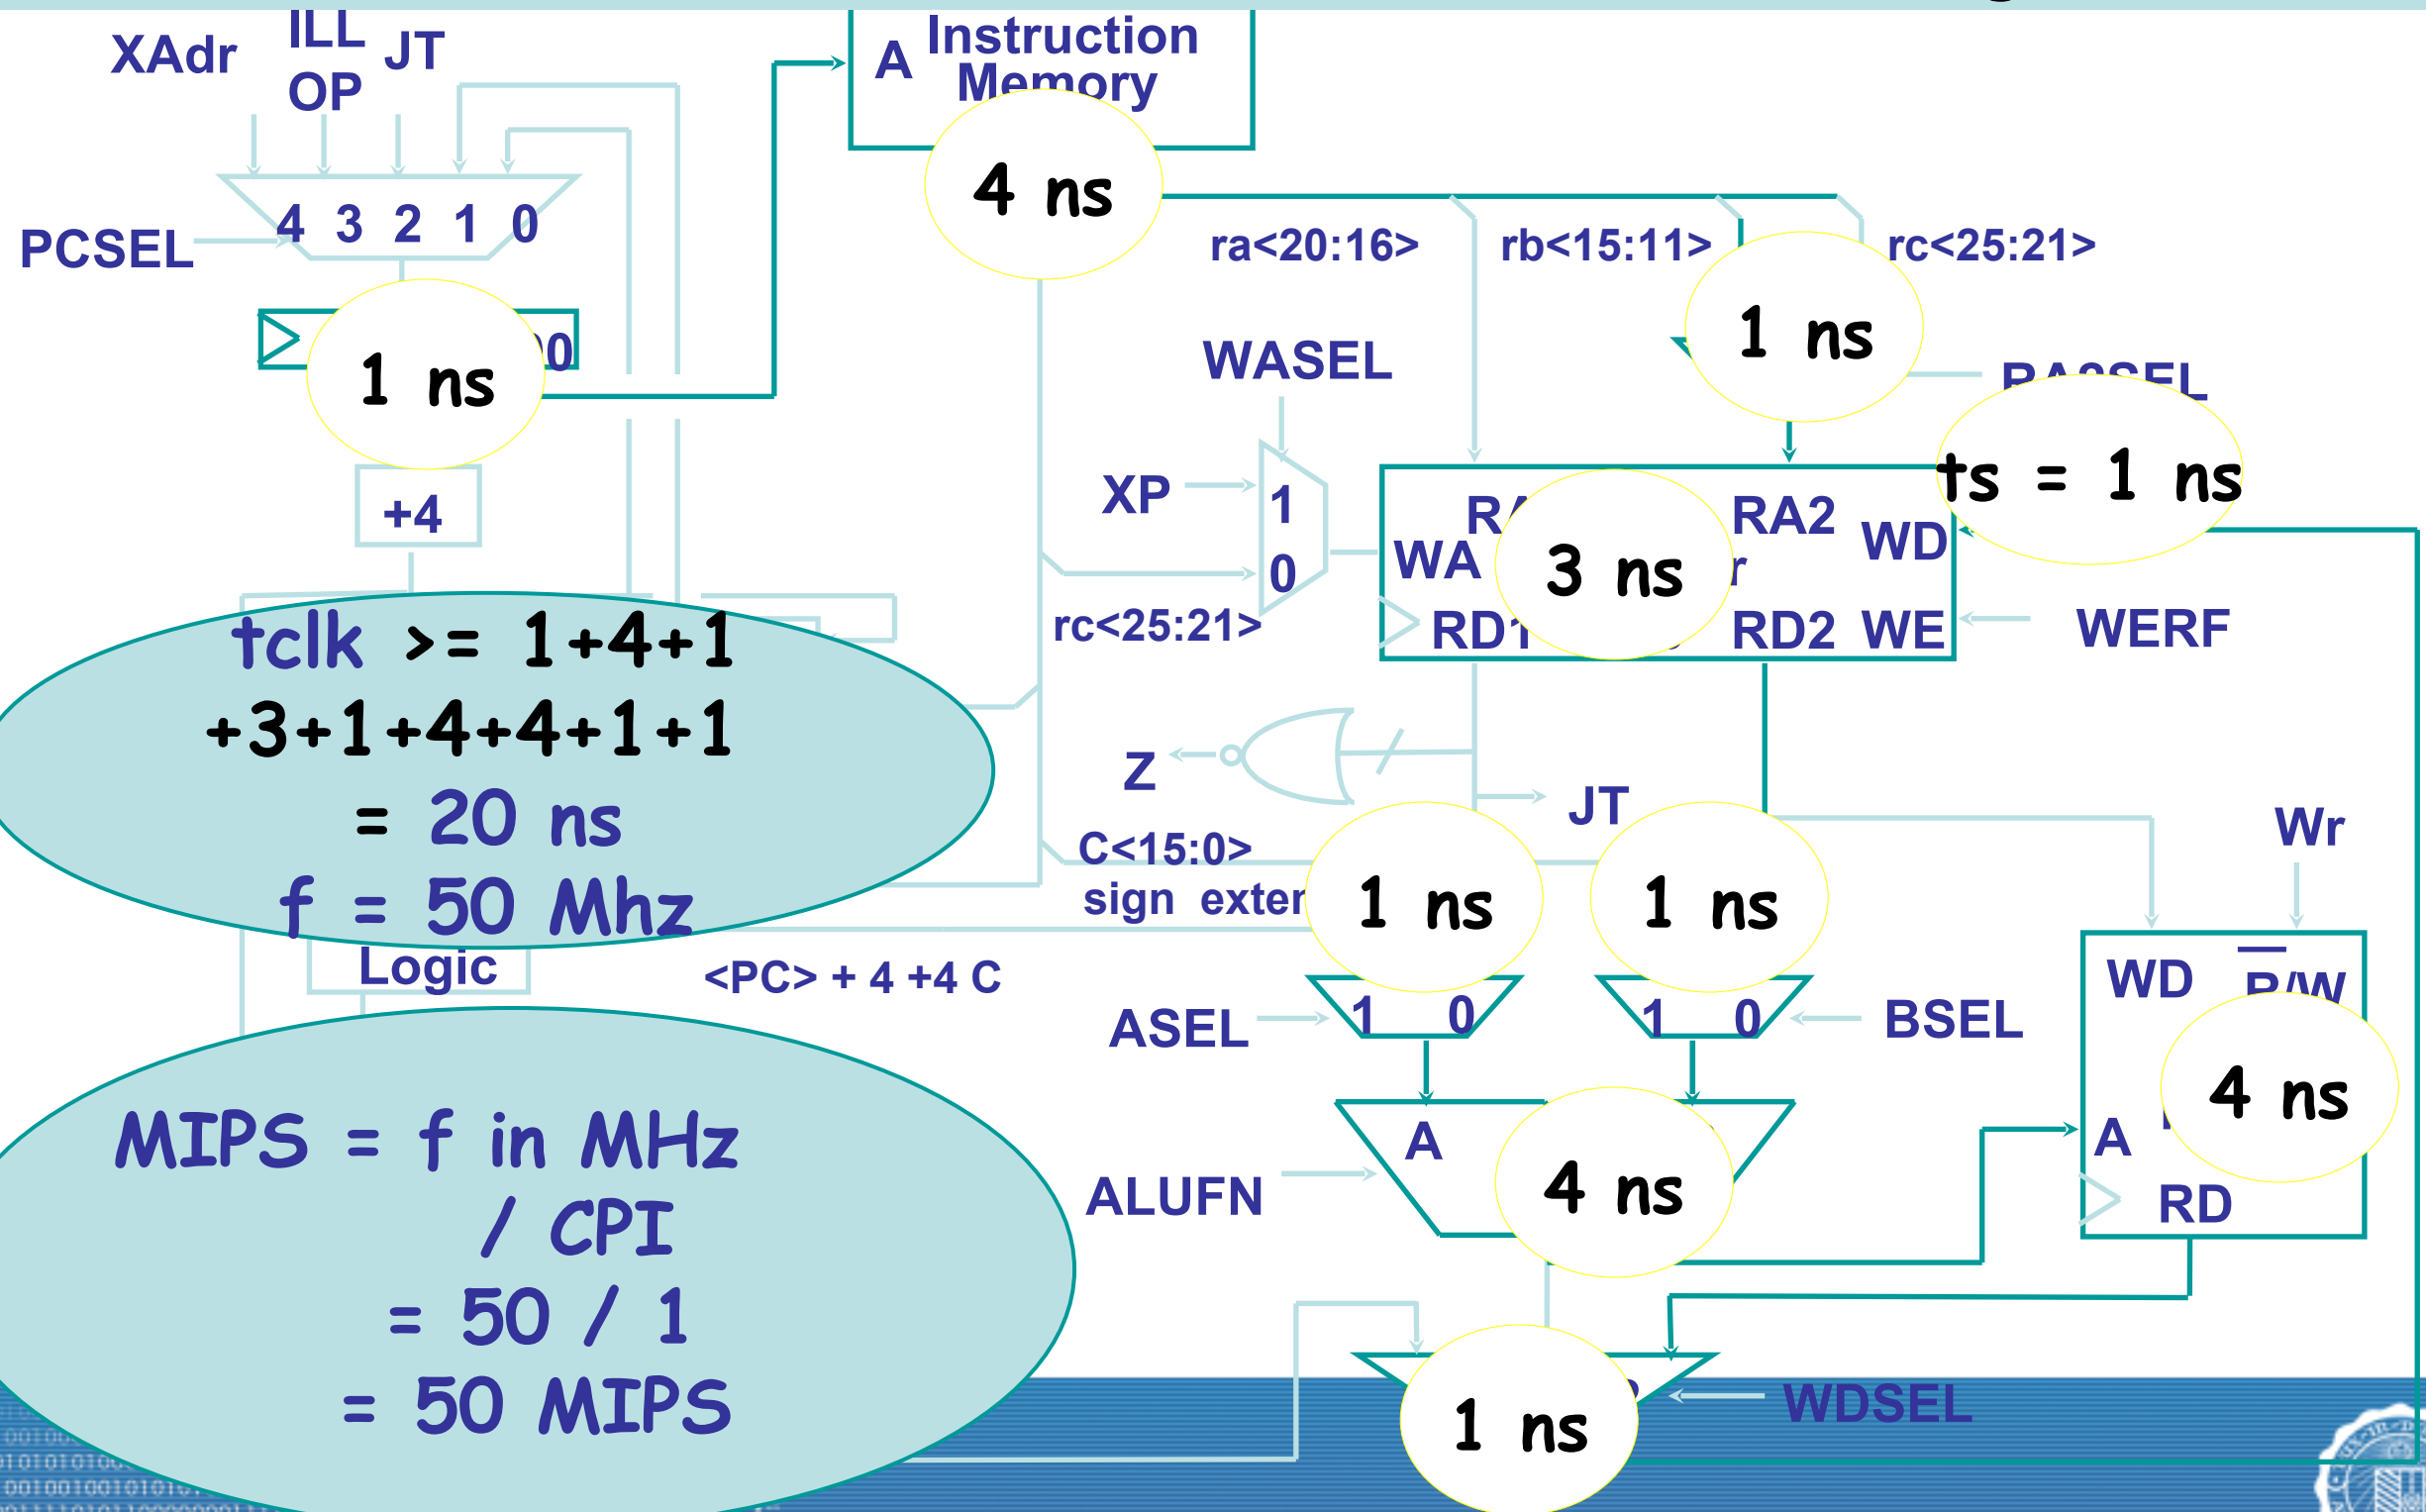 XAdr
ILL
OP
JT
A
Instruction
Memory
4 ns
PCSEL
4 3 2 1 0
ra<20:16>
rb<15:11>
rc<25:21>
1 ns
1 ns
WASEL
RA2SEL
ts = 1 ns
+4
XP
1
0
RA2
WD
WA
3 ns
rc<25:21>
RD1
RD2
WE
WERF
tclk >= 1+4+1
+3+1+4+4+1+1
= 20 ns
f = 50 Mhz
Z
JT
Wr
C<15:0>
sign
1 ns
1 ns
Logic
<PC> + 4 +4 C
WD
R/W
ASEL
1 0
1 0
BSEL
4 ns
MIPS = f in MHz
/ CPI
= 50 / 1
= 50 MIPS
A
A
ALUFN
4 ns
RD
1 ns
WDSEL